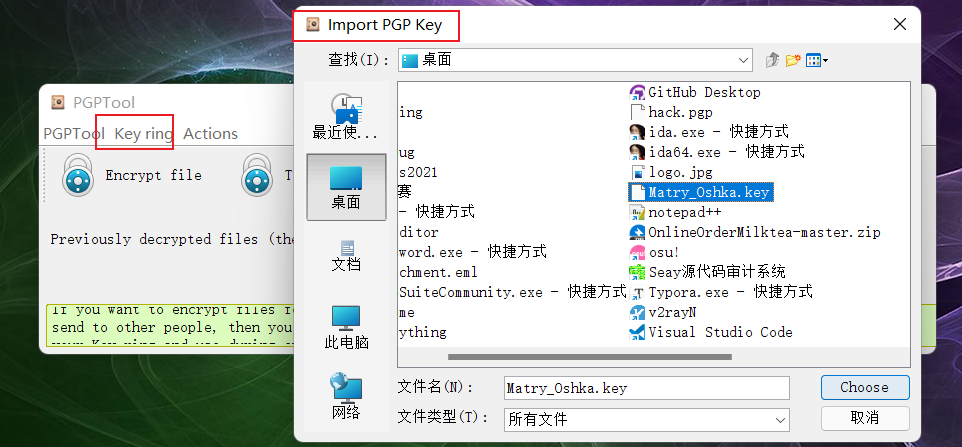 Import PGP Key
查找(I):
桌面
PGPTool
PGPTool Key ring Actions
Encrypt file
T
Previously decrypted files (the
If you want to encrypt files fo
send to other people, then you
最近使...
桌面
文档
此电脑
网络
ing
ug
s2021
赛
- 快捷方式
ditor
word.exe - 快捷方式
chment.eml
SuiteCommunity.exe - 快捷方式
me
ything
GitHub Desktop
hack.pgp
ida.exe - 快捷方式
ida64.exe - 快捷方式
logo.jpg
Matry_Oshka.key
notepad++
OnlineOrderMilktea-master.zip
osu!
Seay源代码审计系统
Typora.exe - 快捷方式
v2rayN
Visual Studio Code
文件名(N):
Matry_Oshka.key
Choose
文件类型(T):
所有文件
取消